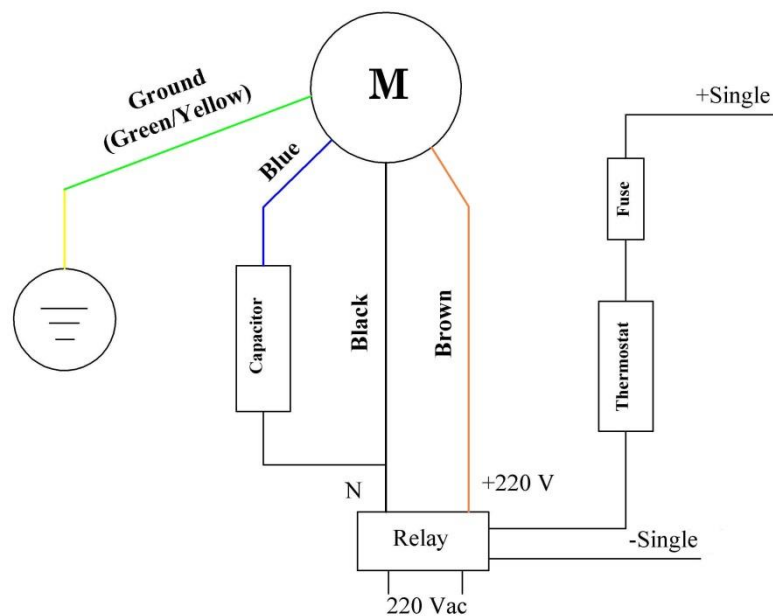 M
Ground
(Green/Yellow)
+Single
Blue
Fuse
Capacitor
Black
Brown
Thermostat
N
+220 V
Relay
-Single
220 Vac